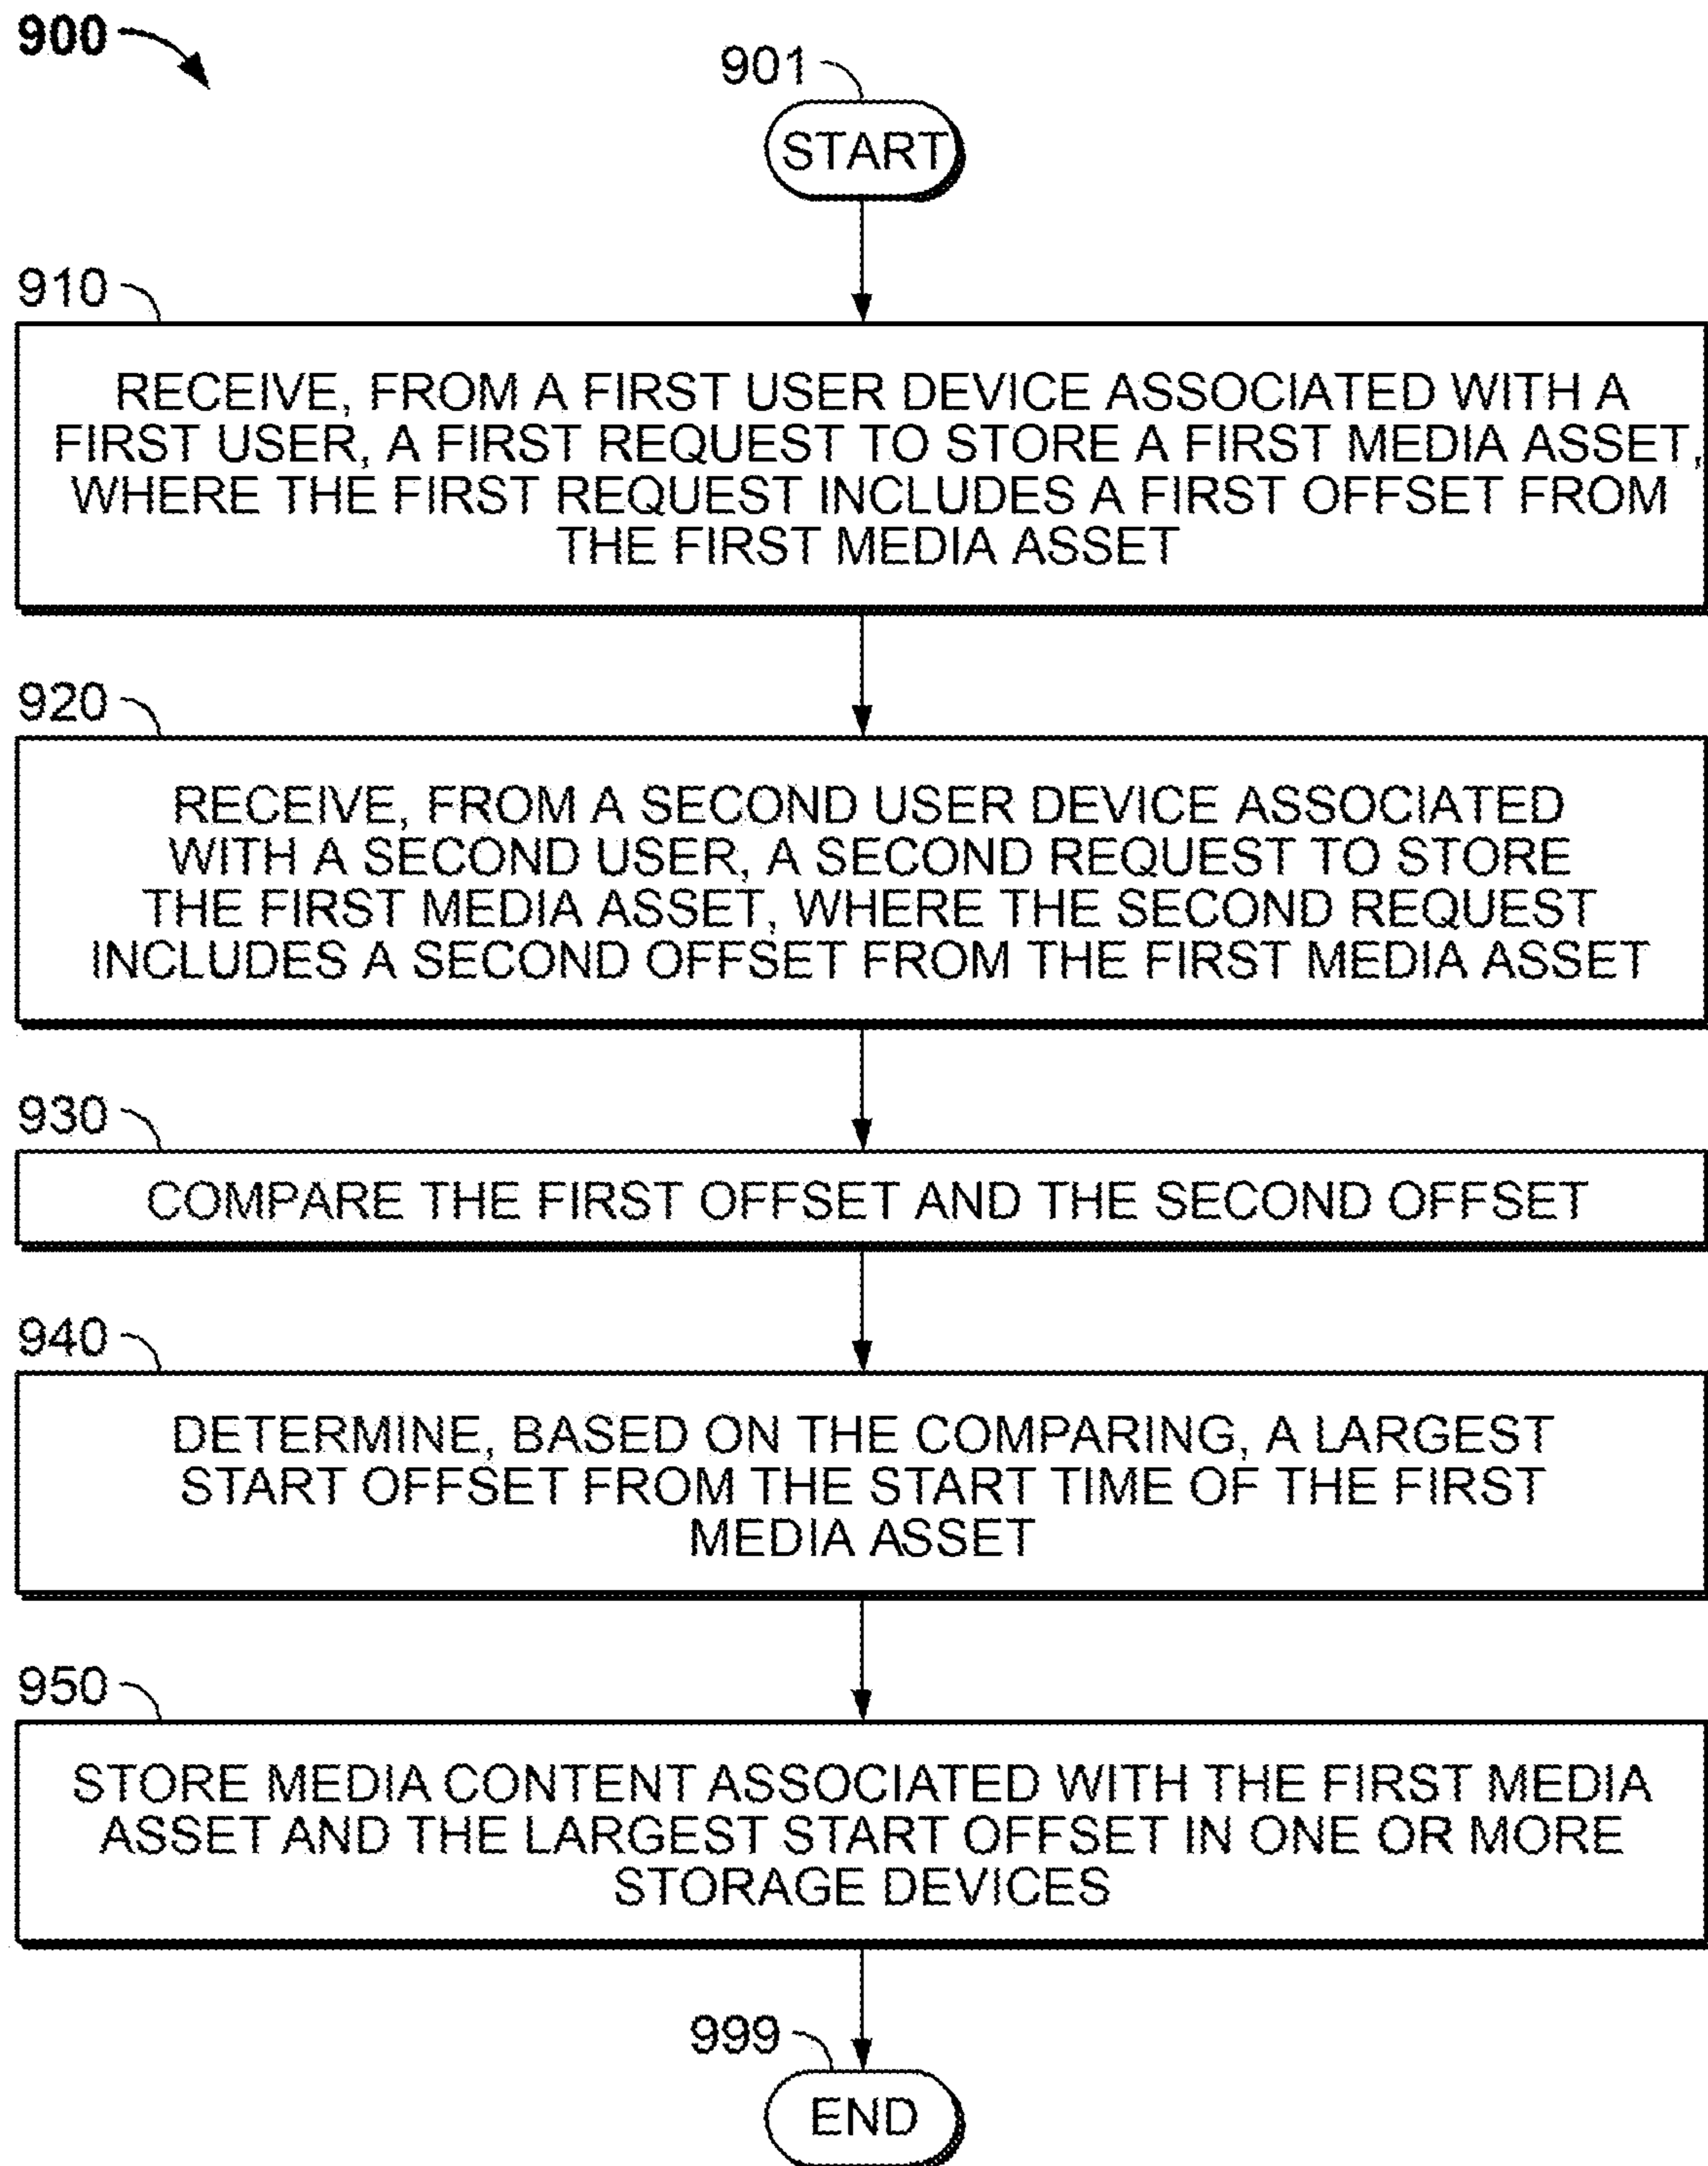 900
901
START
910
RECEIVE, FROM A FIRST USER DEVICE ASSOCIATED WITH A
FIRST USER, A FIRST REQUEST TO STORE A FIRST MEDIA ASSET,
WHERE THE FIRST REQUEST INCLUDES A FIRST OFFSET FROM
THE FIRST MEDIA ASSET
920
RECEIVE, FROM A SECOND USER DEVICE ASSOCIATED
WITH A SECOND USER, A SECOND REQUEST TO STORE
THE FIRST MEDIA ASSET, WHERE THE SECOND REQUEST
INCLUDES A SECOND OFFSET FROM THE FIRST MEDIA ASSET
930
COMPARE THE FIRST OFFSET AND THE SECOND OFFSET
940
DETERMINE, BASED ON THE COMPARING, A LARGEST
START OFFSET FROM THE START TIME OF THE FIRST
MEDIA ASSET
950
STORE MEDIA CONTENT ASSOCIATED WITH THE FIRST MEDIA
ASSET AND THE LARGEST START OFFSET IN ONE OR MORE
STORAGE DEVICES
999
END